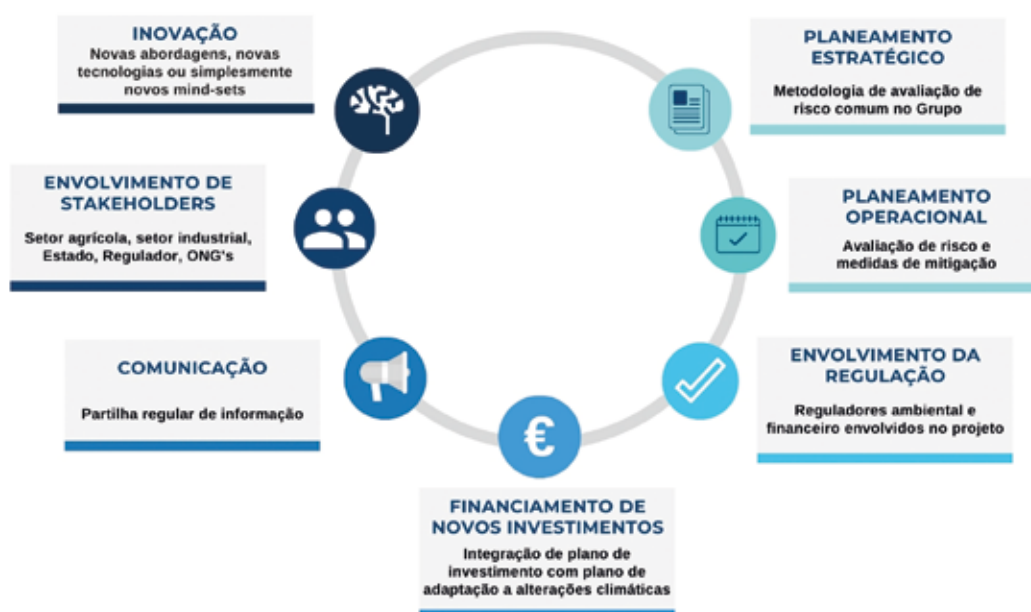 INOVAÇÃO
Novas abordagens, novas
tecnologias ou simplesmente
novos mind-sets
PLANEAMENTO
ESTRATÉGICO
Metodologia de avaliação de
risco comum no Grupo
ENVOLVIMENTO DE
STAKEHOLDERS
Setor agrícola, setor industrial,
Estado, Regulador, ONG's
PLANEAMENTO
OPERACIONAL
Avaliação de risco e
medidas de mitigação
COMUNICAÇÃO
Partilha regular de informação
ENVOLVIMENTO DA
REGULAÇÃO
Reguladores ambiental e
financeiro envolvidos no projeto
€
FINANCIAMENTO DE
NOVOS INVESTIMENTOS
Integração de plano de
investimento com plano de
adaptação a alterações climáticas